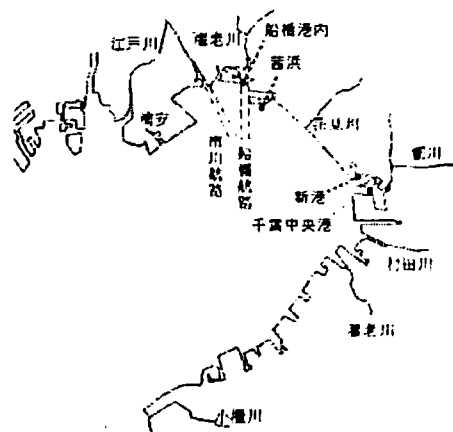 船橋港内
江戸川
海老川
茜浜
浦安
花見川
市川航路
船橋航路
都川
新港
千葉中央港
村田川
養老川
小櫃川